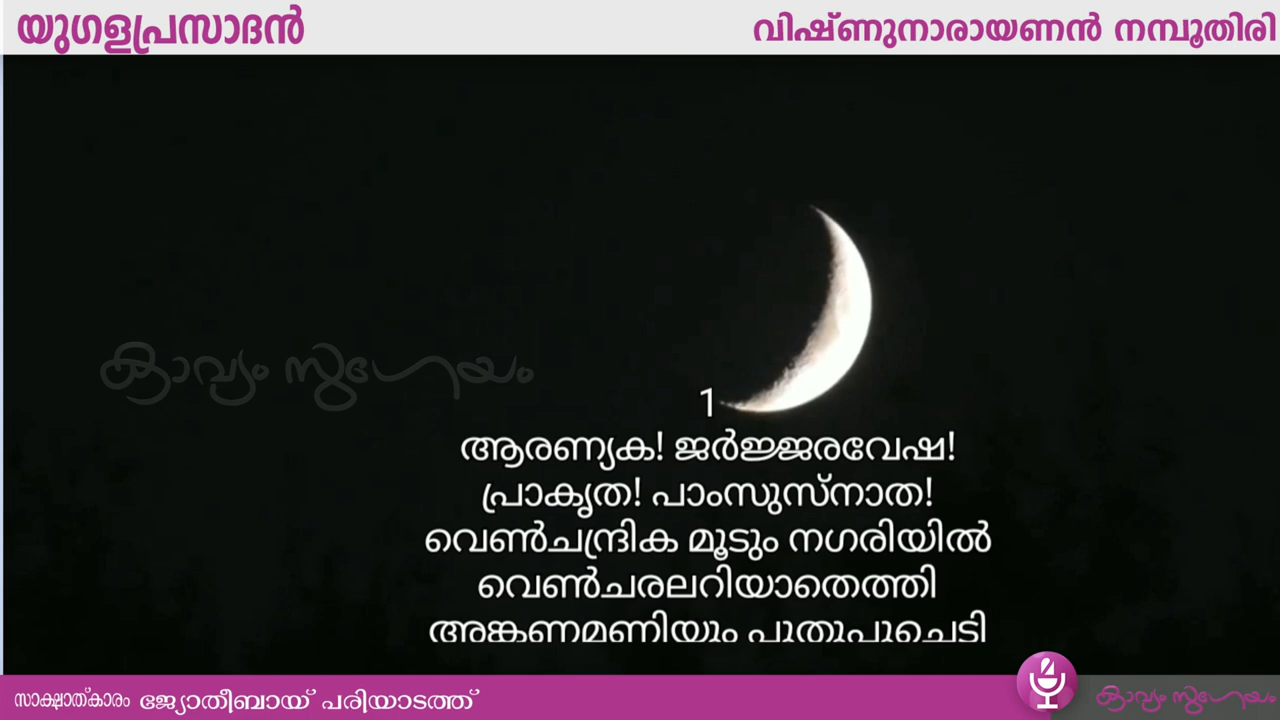 യുഗളപ്രസാദൻ
വിഷ്ണുനാരായണൻ നമ്പൂതിരി
കാവ്യം സുഗേയം
1
ആരണ്യക! ജർജ്ജരവേഷ!
പ്രാകൃത! പാംസുസ്നാത!
വെൺചന്ദ്രിക മൂടും നഗരിയിൽ
വെൺചരലറിയാതെത്തി
അങ്കണമണിയും പുതുപൂചെടി
സാക്ഷാത്കാരം ജ്യോതീബായ് പരിയാടത്ത്
കാവ്യം സുഗേയം